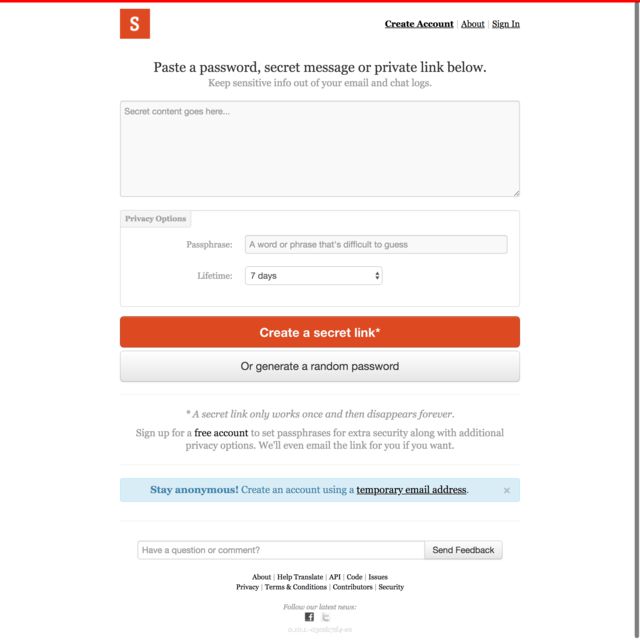 S
Create Account | About | Sign In
Paste a password, secret message or private link below.
Keep sensitive info out of your email and chat logs.
Secret content goes here...
Privacy Options
Passphrase: A word or phrase that's difficult to guess
Lifetime: 7 days
Create a secret link*
Or generate a random password
* A secret link only works once and then disappears forever.
Sign up for a free account to set passphrases for extra security along with additional
privacy options. We'll even email the link for you if you want.
Stay anonymous! Create an account using a temporary email address. ×
Have a question or comment? Send Feedback
About | Help Translate | API | Code | Issues
Privacy | Terms & Conditions | Contributors | Security
Follow our latest news: